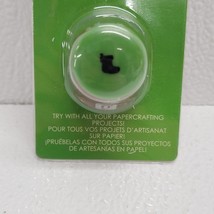 TRY WITH ALL YOUR PAPERCRAFTING
PROJECTS!
POUR TOUS VOS PROJETS D'ARTISANAT
SUR PAPIER!
¡PRUÉBELAS CON TODOS SUS PROYECTOS
DE ARTESANÍAS EN PAPEL!